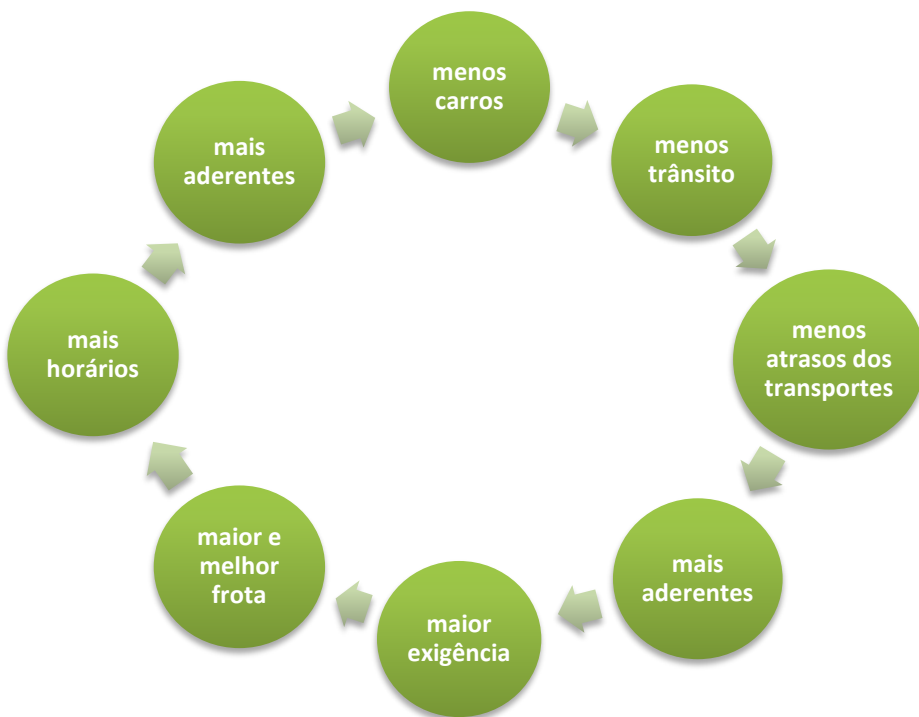 menos
carros
menos
trânsito
menos
atrasos dos
transportes
mais
aderentes
maior
exigência
maior e
melhor
frota
mais
horários
mais
aderentes